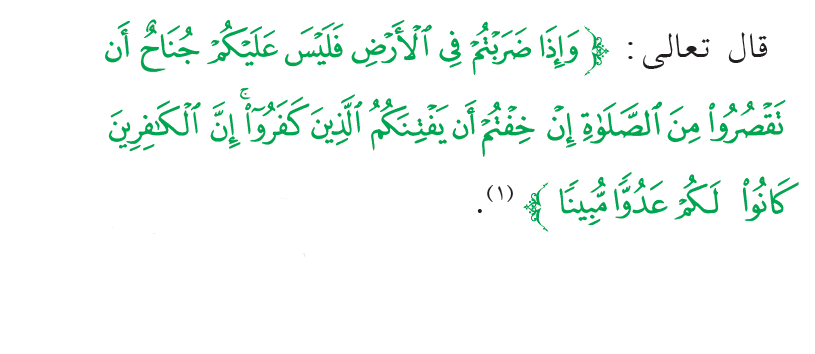 قال تعالى : ﴿ وَإِذَا ضَرَبْتُمْ فِي ٱلْأَرْضِ فَلَيْسَ عَلَيْكُمْ جُنَاحٌ أَن
تَقْصُرُوا۟ مِنَ ٱلصَّلَوٰةِ إِنْ خِفْتُمْ أَن يَفْتِنَكُمُ ٱلَّذِينَ كَفَرُوٓا۟ۚ إِنَّ ٱلْكَـٰفِرِينَ
كَانُوا۟ لَكُمْ عَدُوًّا مُّبِينًا ﴾ (١).